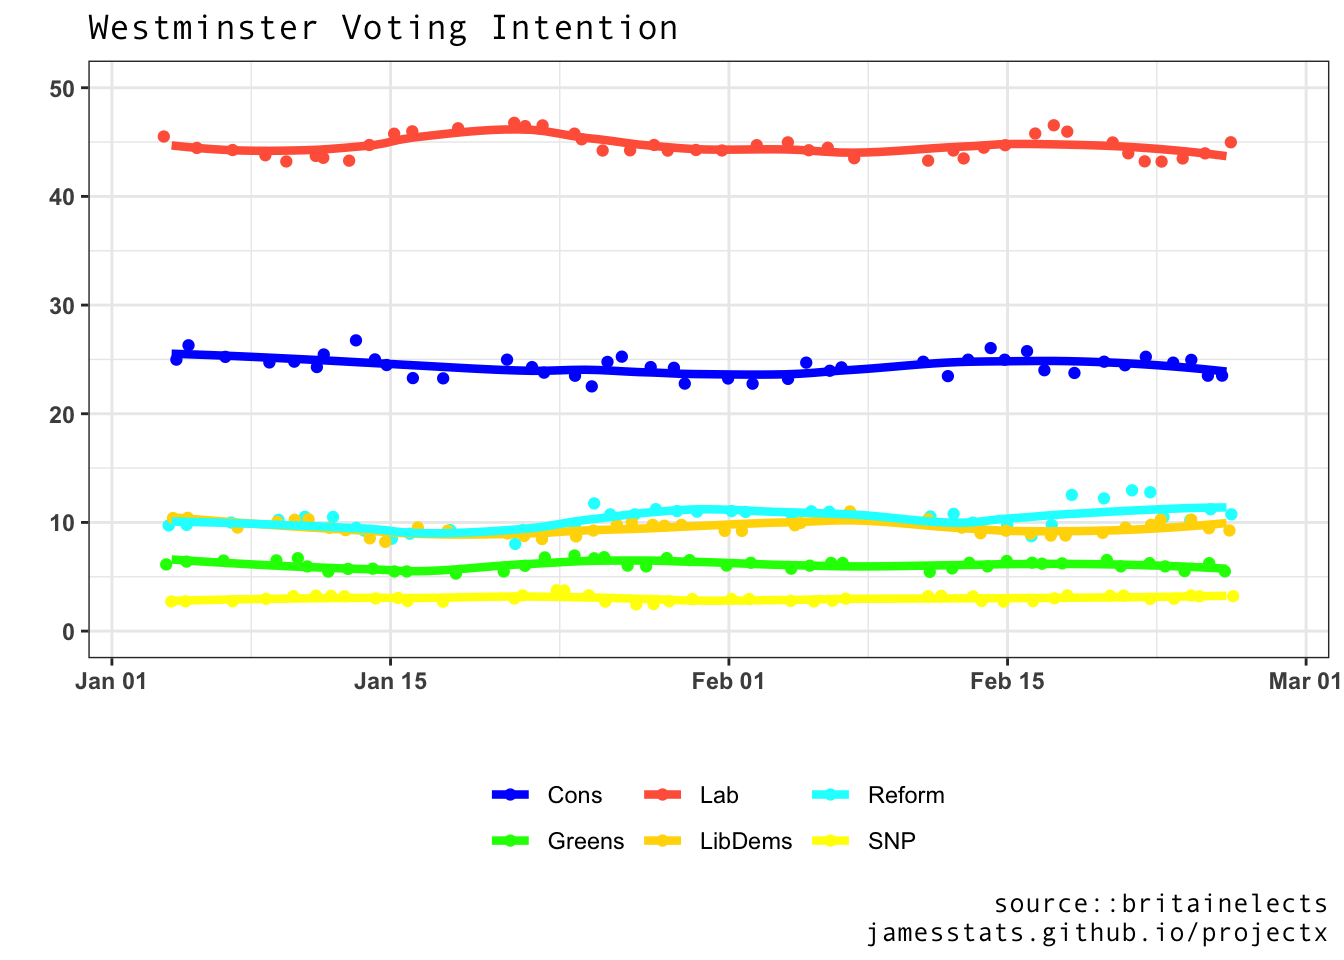 Westminster Voting Intention
50
40
30
20
10
0
Jan 01 Jan 15 Feb 01 Feb 15 Mar 01
Cons Lab Reform
Greens LibDems SNP
source::britainelects
jamesstats.github.io/projectx